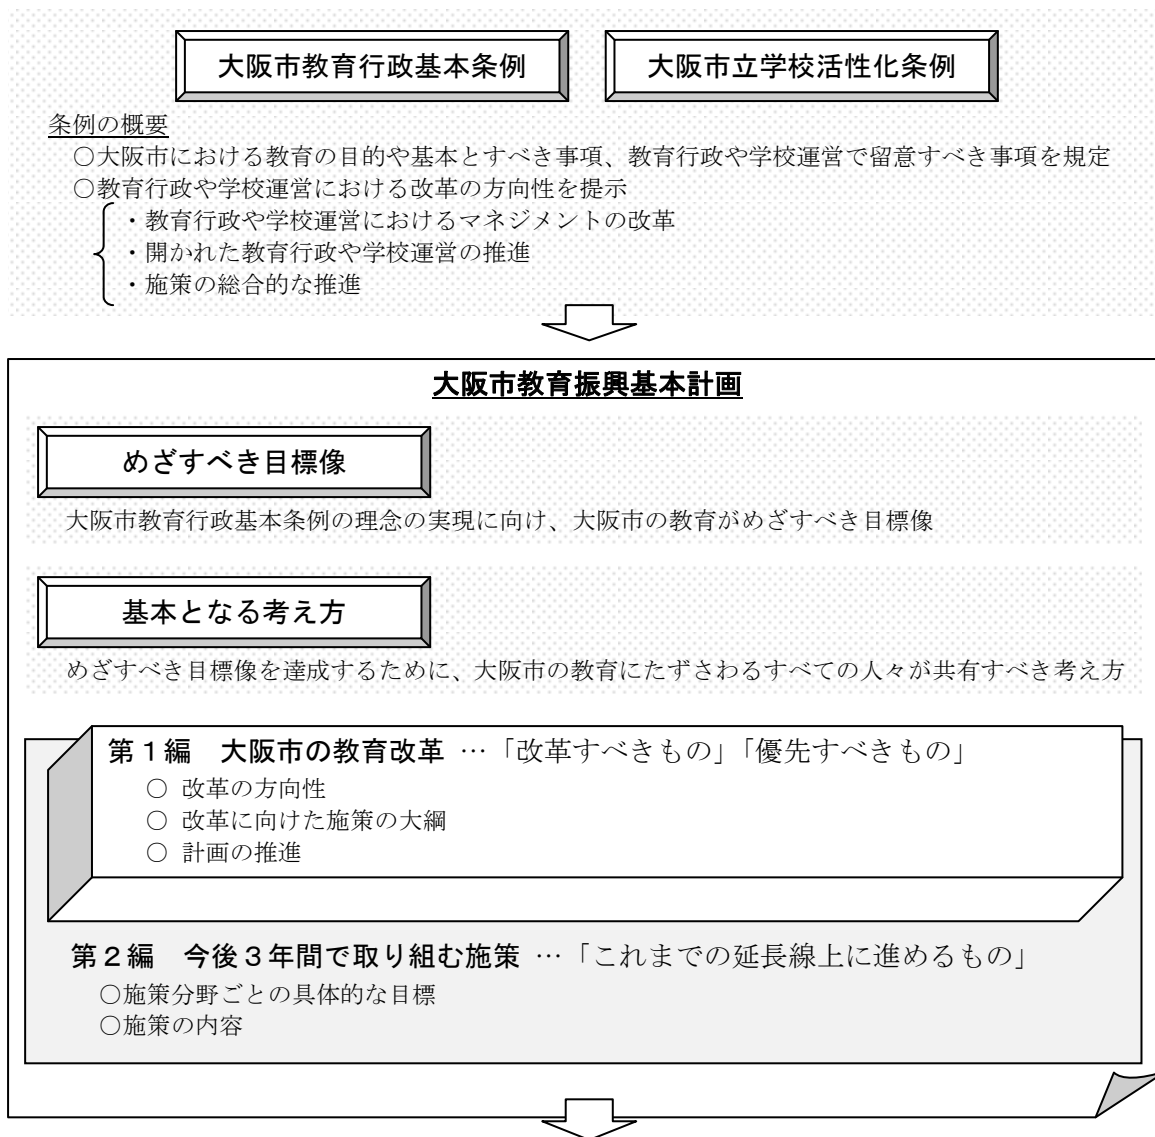 大阪市教育行政基本条例
大阪市立学校活性化条例
条例の概要
○大阪市における教育の目的や基本とすべき事項、教育行政や学校運営で留意すべき事項を規定
○教育行政や学校運営における改革の方向性を提示
・教育行政や学校運営におけるマネジメントの改革
・開かれた教育行政や学校運営の推進
・施策の総合的な推進
大阪市教育振興基本計画
めざすべき目標像
大阪市教育行政基本条例の理念の実現に向け、大阪市の教育がめざすべき目標像
基本となる考え方
めざすべき目標像を達成するために、大阪市の教育にたずさわるすべての人々が共有すべき考え方
第１編　大阪市の教育改革 …「改革すべきもの」「優先すべきもの」
○ 改革の方向性
○ 改革に向けた施策の大綱
○ 計画の推進
第２編　今後３年間で取り組む施策 …「これまでの延長線上に進めるもの」
○施策分野ごとの具体的な目標
○施策の内容